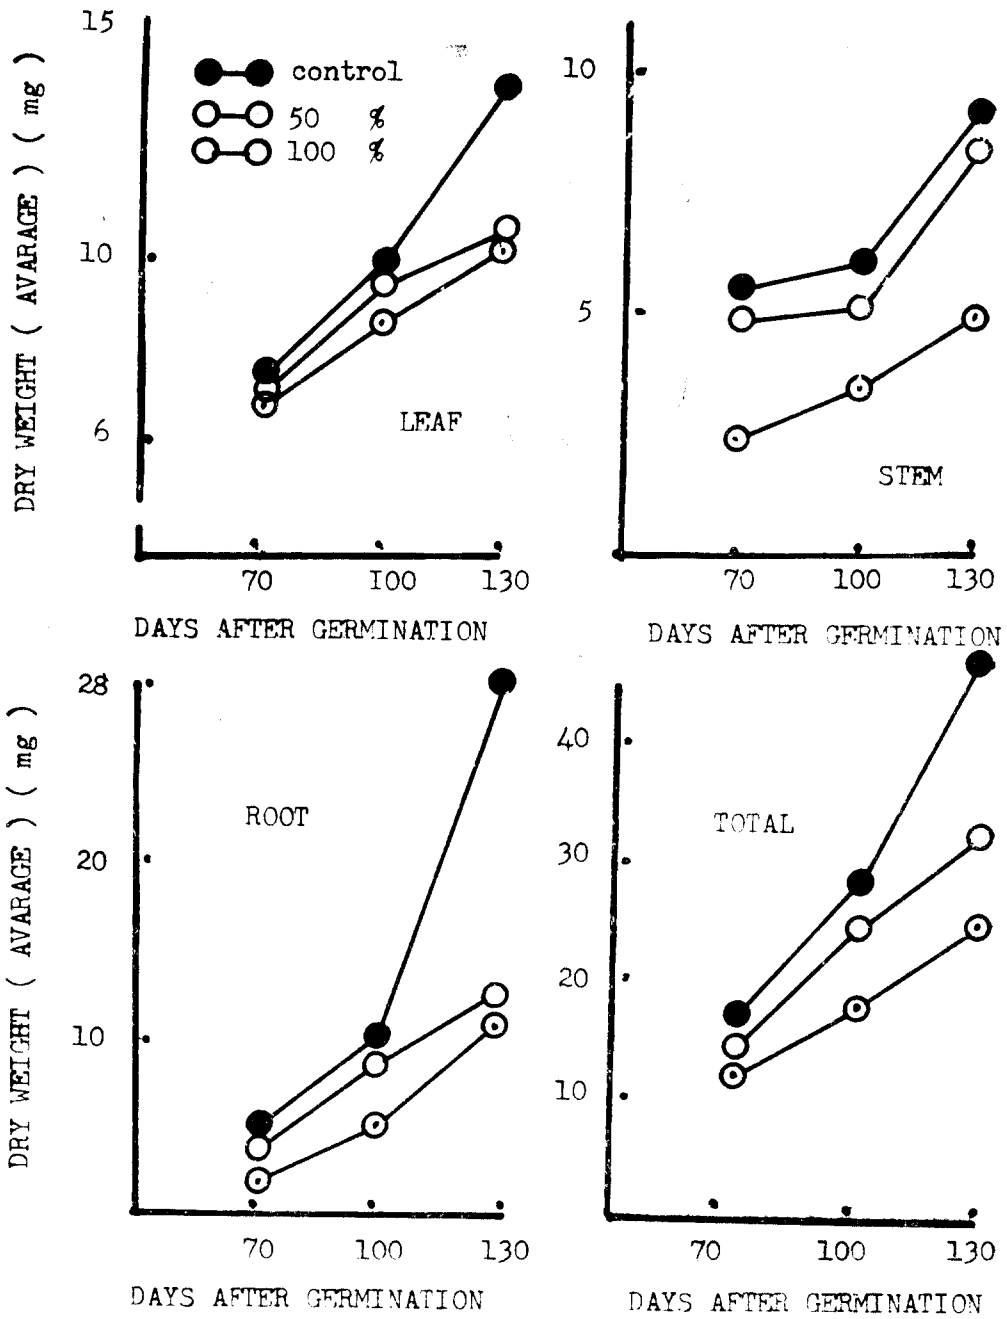 15
10
6
DRY WEIGHT ( AVARAGE ) ( mg )
control
50 %
100 %
LEAF
70 I00 130
DAYS AFTER GERMINATION
10
5
STEM
70 100 130
DAYS AFTER GERMINATION
28
20
10
DRY WEIGHT ( AVARAGE ) ( mg )
ROOT
70 100 130
DAYS AFTER GERMINATION
40
30
20
10
TOTAL
70 100 130
DAYS AFTER GERMINATION